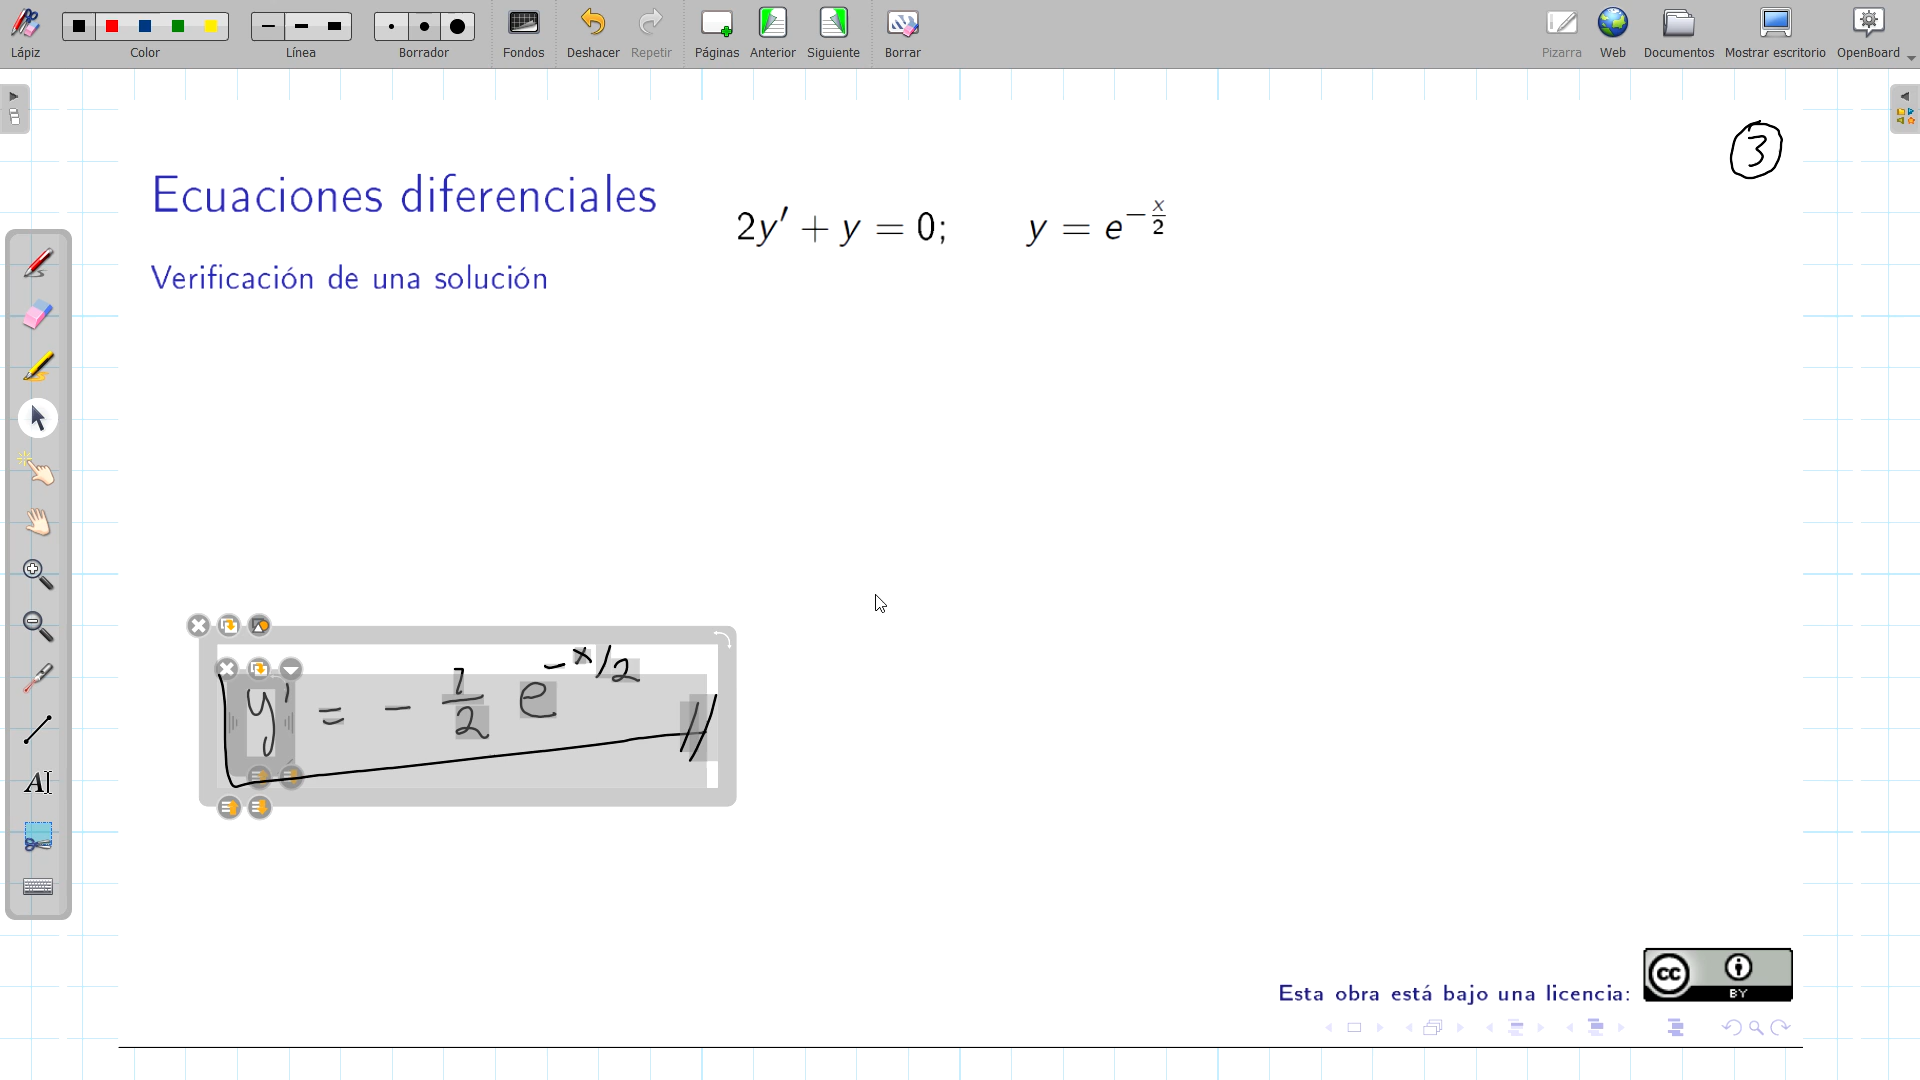 Lápiz Color Línea Borrador Fondos Deshacer Repetir Páginas Anterior Siguiente Borrar Pizarra Web Documentos Mostrar escritorio OpenBoard
3
Ecuaciones diferenciales
2y′ + y = 0; y = e^{-\frac{x}{2}}
Verificación de una solución
y' = - \frac{1}{2} e^{-x/2} //
Esta obra está bajo una licencia:
cc BY